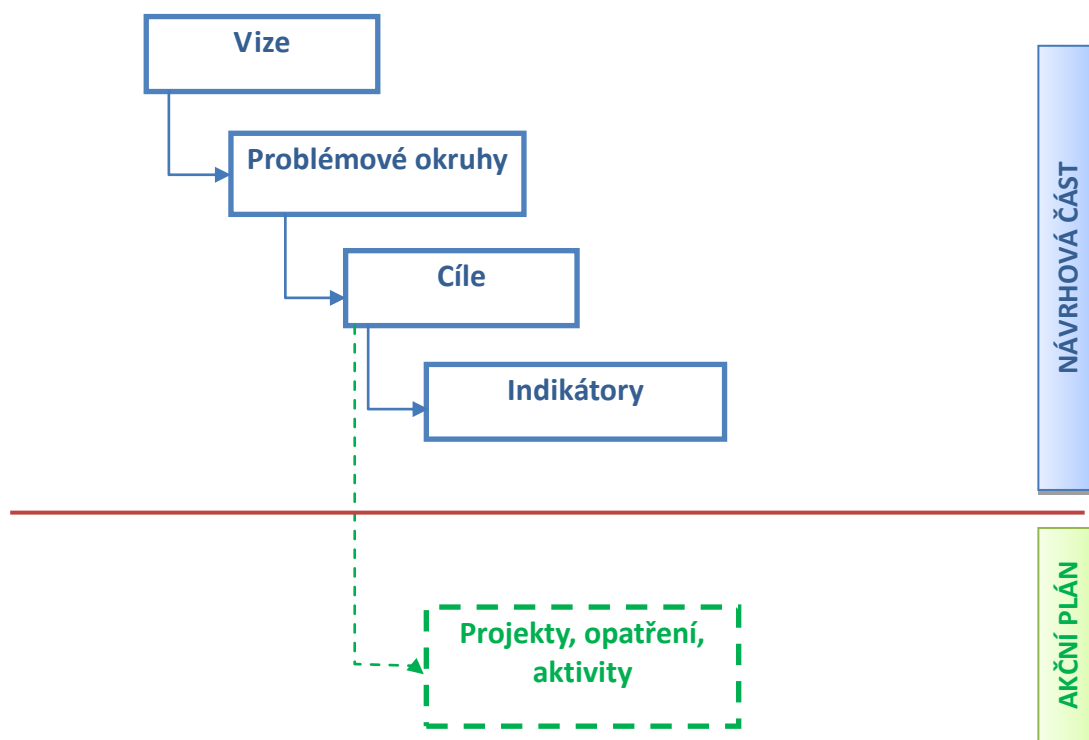 Vize
Problémové okruhy
Cíle
Indikátory
NÁVRHOVÁ ČÁST
Projekty, opatření,
aktivity
AKČNÍ PLÁN